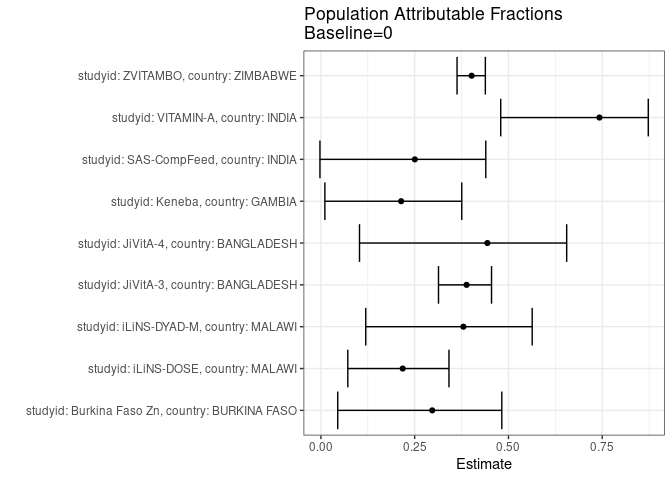 Population Attributable Fractions
Baseline=0
studyid: ZVITAMBO, country: ZIMBABWE
studyid: VITAMIN-A, country: INDIA
studyid: SAS-CompFeed, country: INDIA
studyid: Keneba, country: GAMBIA
studyid: JiVitA-4, country: BANGLADESH
studyid: JiVitA-3, country: BANGLADESH
studyid: iLiNS-DYAD-M, country: MALAWI
studyid: iLiNS-DOSE, country: MALAWI
studyid: Burkina Faso Zn, country: BURKINA FASO
0.00 0.25 0.50 0.75
Estimate